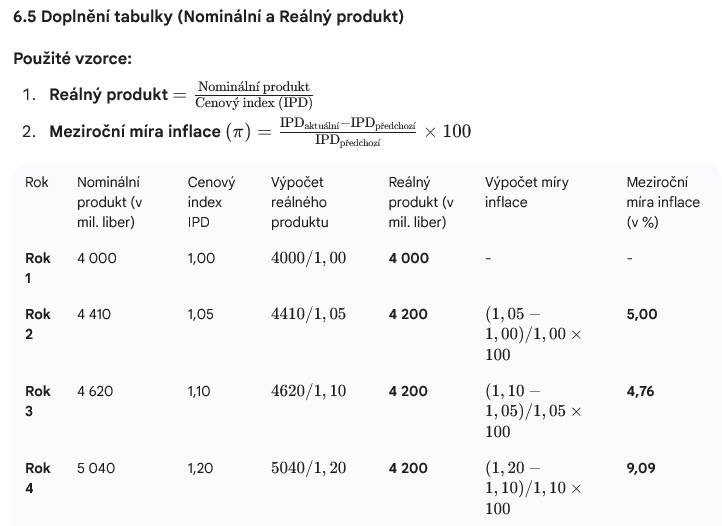 6.5 Doplnění tabulky (Nominální a Reálný produkt)
Použité vzorce:
1. Reálný produkt = Nominální produkt / Cenový index (IPD)
2. Meziroční míra inflace (π) = IPDaktuální−IPDpředchozí / IPDpředchozí × 100
Rok Nominální produkt (v mil. liber) Cenový index IPD Výpočet reálného produktu Reálný produkt (v mil. liber) Výpočet míry inflace Meziroční míra inflace (v %)
Rok 1 4 000 1,00 4000/1, 00 4 000 - -
Rok 2 4 410 1,05 4410/1, 05 4 200 (1, 05 − 1, 00)/1, 00 × 100 5,00
Rok 3 4 620 1,10 4620/1, 10 4 200 (1, 10 − 1, 05)/1, 05 × 100 4,76
Rok 4 5 040 1,20 5040/1, 20 4 200 (1, 20 − 1, 10)/1, 10 × 100 9,09